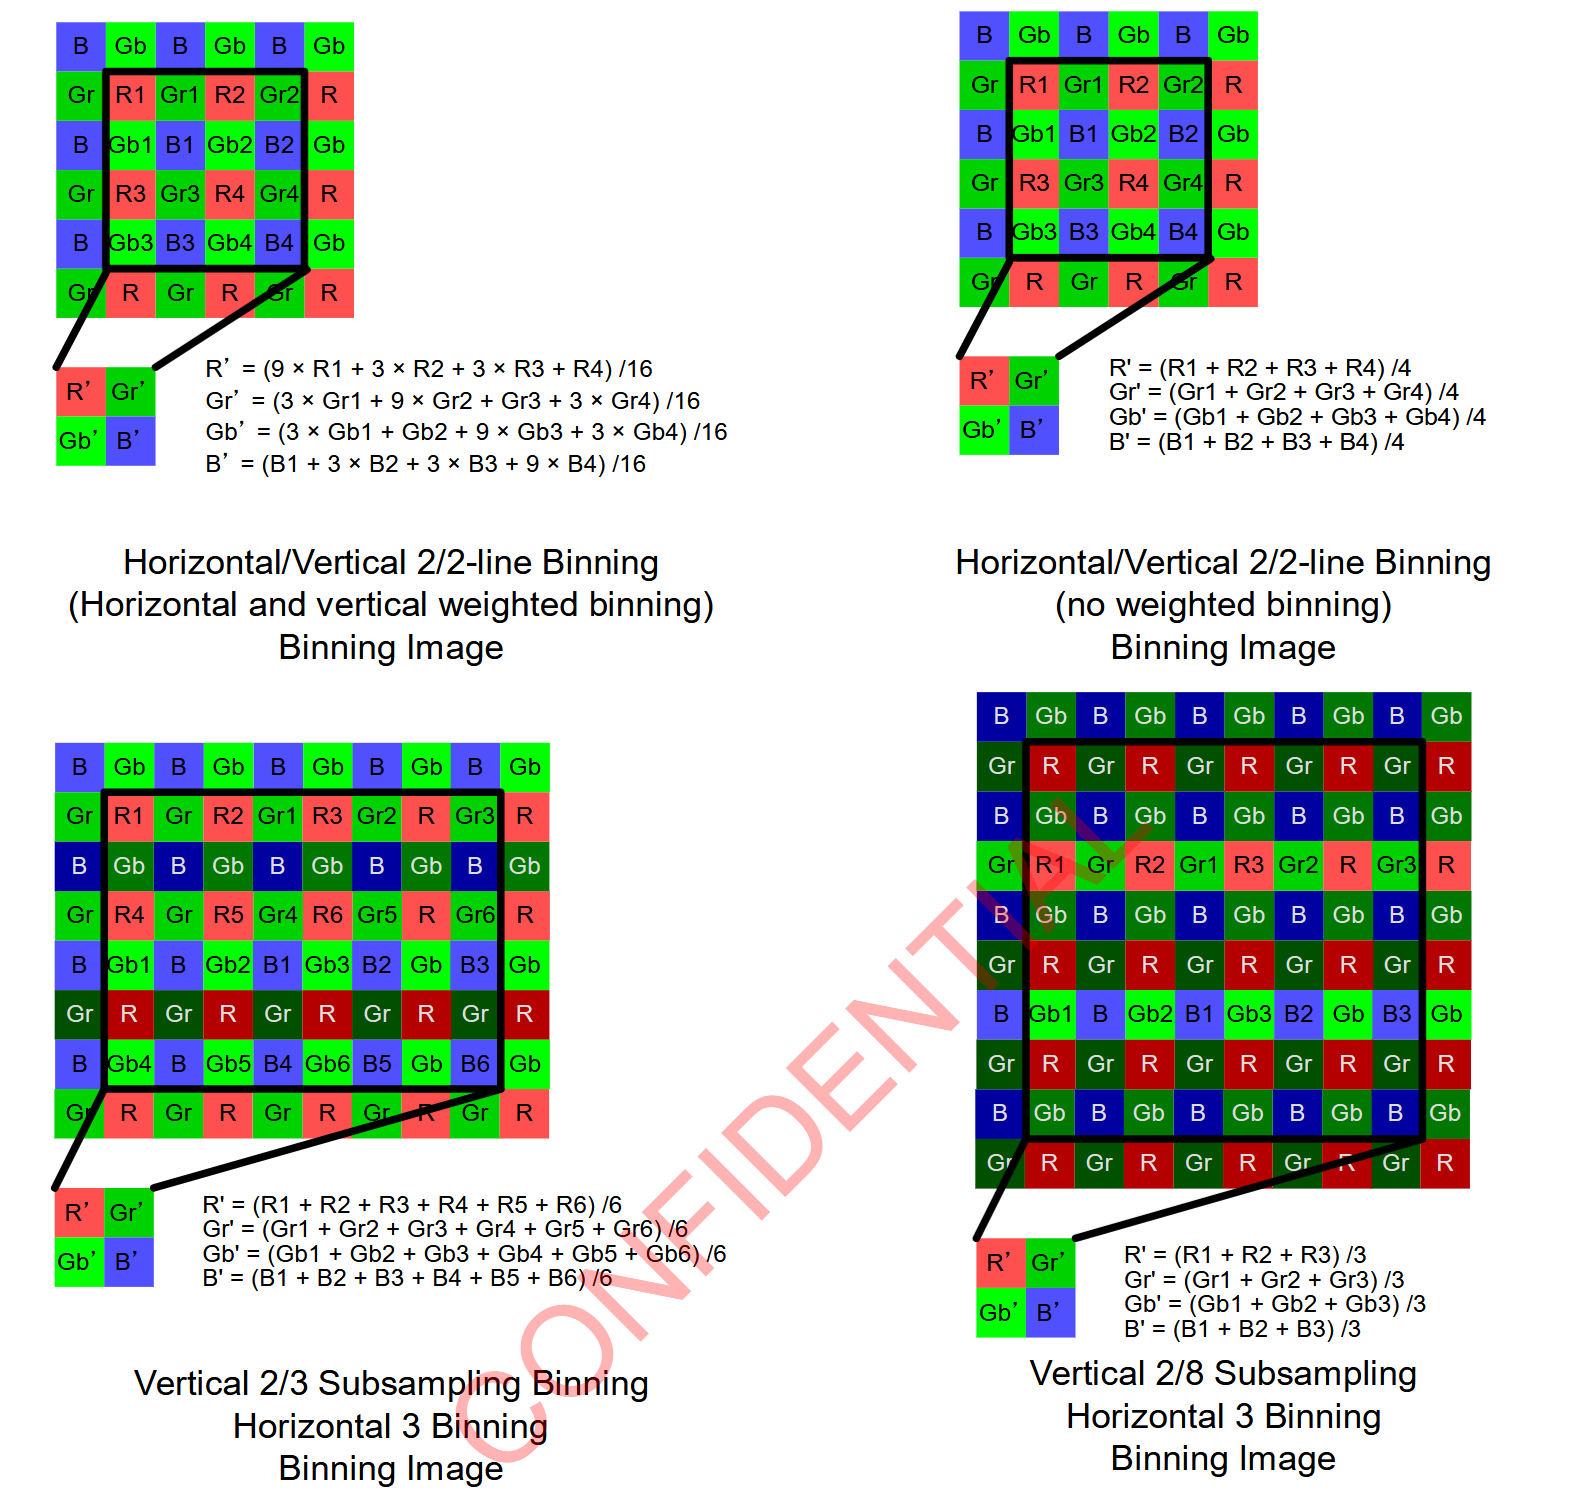 B Gb B Gb B Gb
Gr R1 Gr1 R2 Gr2 R
B Gb1 B1 Gb2 B2 Gb
Gr R3 Gr3 R4 Gr4 R
B Gb3 B3 Gb4 B4 Gb
Gr R Gr R Gr R
R’ Gr’
Gb’ B’
R’ = (9 × R1 + 3 × R2 + 3 × R3 + R4) /16
Gr’ = (3 × Gr1 + 9 × Gr2 + Gr3 + 3 × Gr4) /16
Gb’ = (3 × Gb1 + Gb2 + 9 × Gb3 + 3 × Gb4) /16
B’ = (B1 + 3 × B2 + 3 × B3 + 9 × B4) /16
Horizontal/Vertical 2/2-line Binning
(Horizontal and vertical weighted binning)
Binning Image
B Gb B Gb B Gb
Gr R1 Gr1 R2 Gr2 R
B Gb1 B1 Gb2 B2 Gb
Gr R3 Gr3 R4 Gr4 R
B Gb3 B3 Gb4 B4 Gb
Gr R Gr R Gr R
R’ Gr’
Gb’ B’
R' = (R1 + R2 + R3 + R4) /4
Gr' = (Gr1 + Gr2 + Gr3 + Gr4) /4
Gb' = (Gb1 + Gb2 + Gb3 + Gb4) /4
B' = (B1 + B2 + B3 + B4) /4
Horizontal/Vertical 2/2-line Binning
(no weighted binning)
Binning Image
B Gb B Gb B Gb B Gb B Gb
Gr R1 Gr R2 Gr1 R3 Gr2 R Gr3 R
B Gb B Gb B Gb B Gb B Gb
Gr R4 Gr R5 Gr4 R6 Gr5 R Gr6 R
B Gb1 B Gb2 B1 Gb3 B2 Gb B3 Gb
Gr R Gr R Gr R Gr R Gr R
B Gb4 B Gb5 B4 Gb6 B5 Gb B6 Gb
Gr R Gr R Gr R Gr R Gr R
R’ Gr’
Gb’ B’
R' = (R1 + R2 + R3 + R4 + R5 + R6) /6
Gr' = (Gr1 + Gr2 + Gr3 + Gr4 + Gr5 + Gr6) /6
Gb' = (Gb1 + Gb2 + Gb3 + Gb4 + Gb5 + Gb6) /6
B' = (B1 + B2 + B3 + B4 + B5 + B6) /6
Vertical 2/3 Subsampling Binning
Horizontal 3 Binning
Binning Image
B Gb B Gb B Gb B Gb B Gb
Gr R Gr R Gr R Gr R Gr R
B Gb B Gb B Gb B Gb B Gb
Gr R1 Gr R2 Gr1 R3 Gr2 R Gr3 R
B Gb B Gb B Gb B Gb B Gb
Gr R Gr R Gr R Gr R Gr R
B Gb1 B Gb2 B1 Gb3 B2 Gb B3 Gb
Gr R Gr R Gr R Gr R Gr R
B Gb B Gb B Gb B Gb B Gb
Gr R Gr R Gr R Gr R Gr R
R’ Gr’
Gb’ B’
R' = (R1 + R2 + R3) /3
Gr' = (Gr1 + Gr2 + Gr3) /3
Gb' = (Gb1 + Gb2 + Gb3) /3
B' = (B1 + B2 + B3) /3
Vertical 2/8 Subsampling
Horizontal 3 Binning
Binning Image
CONFIDENTIAL